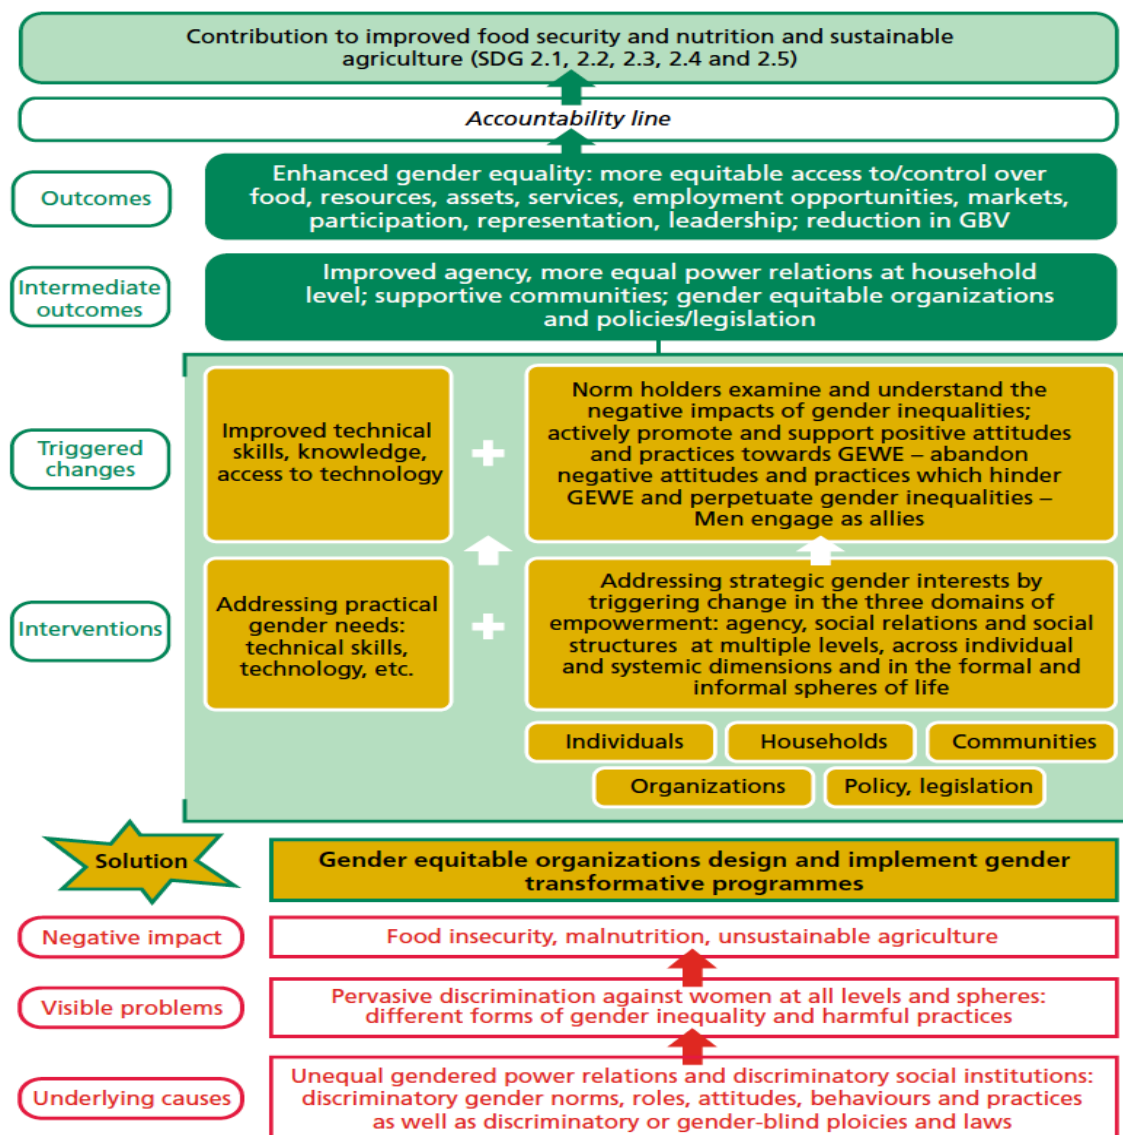 Contribution to improved food security and nutrition and sustainable
agriculture (SDG 2.1, 2.2, 2.3, 2.4 and 2.5)
Accountability line
Outcomes
Enhanced gender equality: more equitable access to/control over
food, resources, assets, services, employment opportunities, markets,
participation, representation, leadership; reduction in GBV
Intermediate
outcomes
Improved agency, more equal power relations at household
level; supportive communities; gender equitable organizations
and policies/legislation
Triggered
changes
Improved technical
skills, knowledge,
access to technology
Norm holders examine and understand the
negative impacts of gender inequalities;
actively promote and support positive attitudes
and practices towards GEWE – abandon
negative attitudes and practices which hinder
GEWE and perpetuate gender inequalities –
Men engage as allies
Interventions
Addressing practical
gender needs:
technical skills,
technology, etc.
Addressing strategic gender interests by
triggering change in the three domains of
empowerment: agency, social relations and social
structures at multiple levels, across individual
and systemic dimensions and in the formal and
informal spheres of life
Individuals
Households
Communities
Organizations
Policy, legislation
Solution
Gender equitable organizations design and implement gender
transformative programmes
Negative impact
Food insecurity, malnutrition, unsustainable agriculture
Visible problems
Pervasive discrimination against women at all levels and spheres:
different forms of gender inequality and harmful practices
Underlying causes
Unequal gendered power relations and discriminatory social institutions:
discriminatory gender norms, roles, attitudes, behaviours and practices
as well as discriminatory or gender-blind ploicies and laws